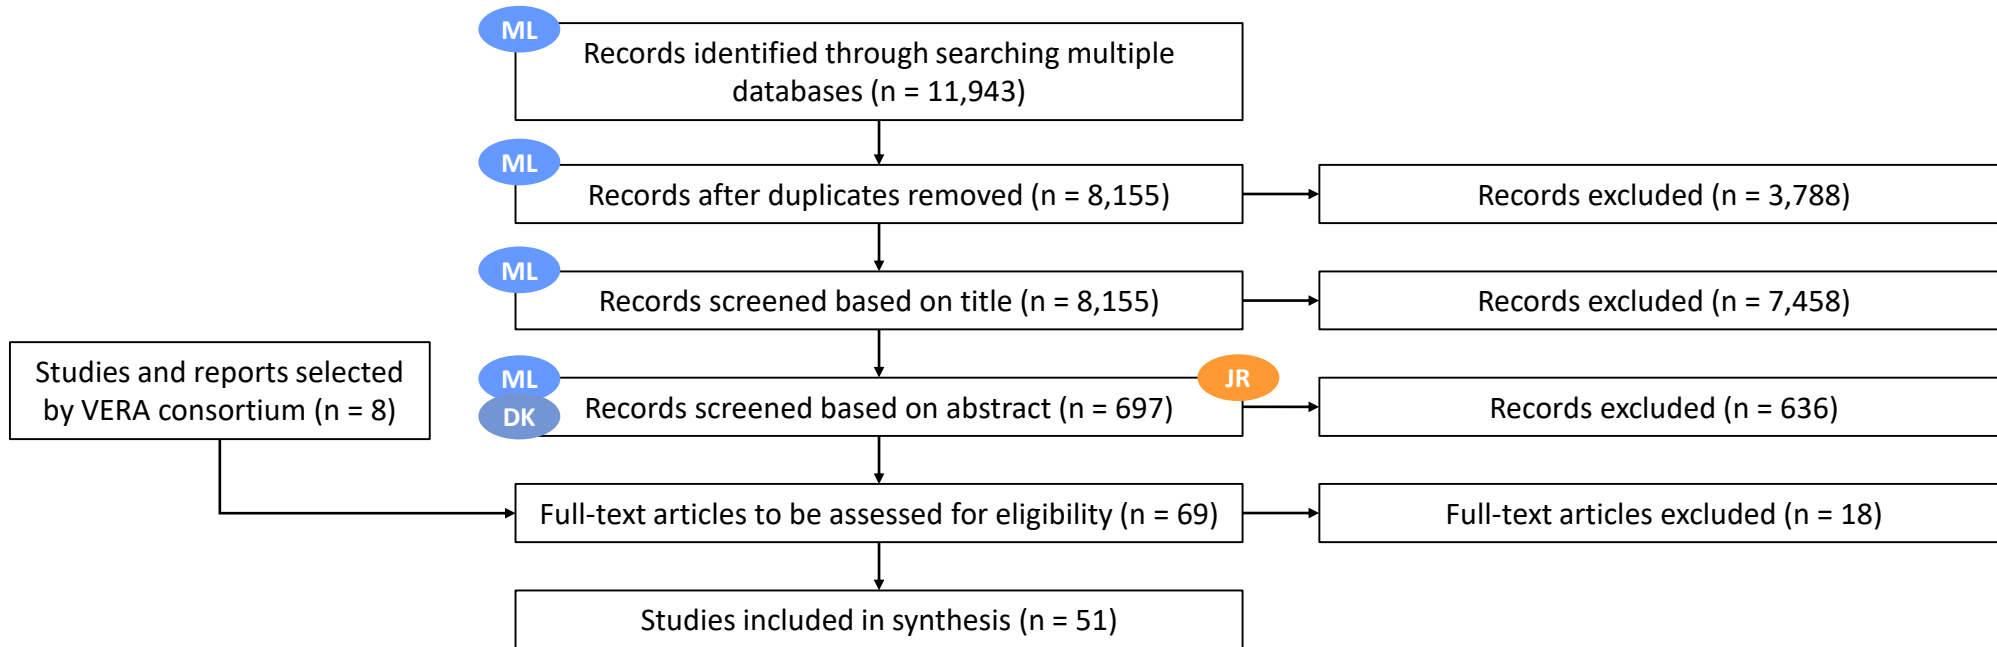 ML
Records identified through searching multiple
databases (n = 11,943)
ML
Records after duplicates removed (n = 8,155)
Records excluded (n = 3,788)
ML
Records screened based on title (n = 8,155)
Records excluded (n = 7,458)
Studies and reports selected
by VERA consortium (n = 8)
ML
DK
Records screened based on abstract (n = 697)
JR
Records excluded (n = 636)
Full-text articles to be assessed for eligibility (n = 69)
Full-text articles excluded (n = 18)
Studies included in synthesis (n = 51)